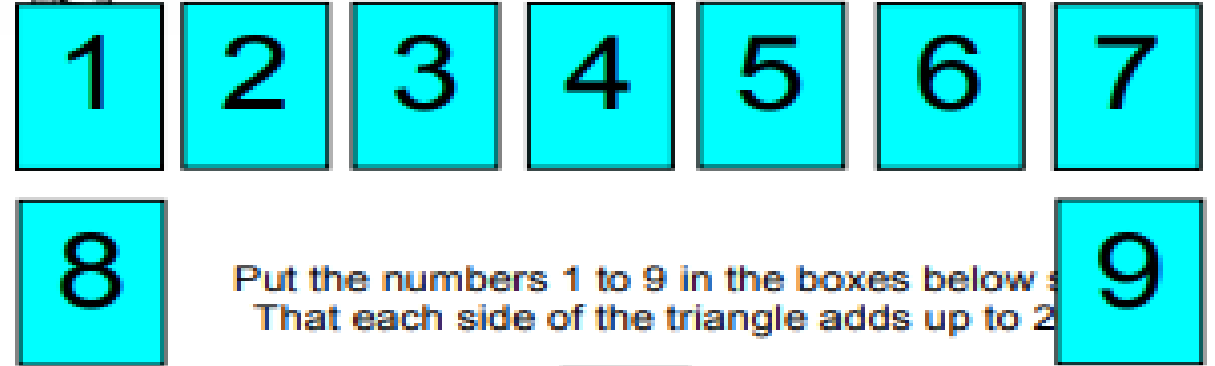 1 2 3 4 5 6 7
8 9
Put the numbers 1 to 9 in the boxes below
That each side of the triangle adds up to 2